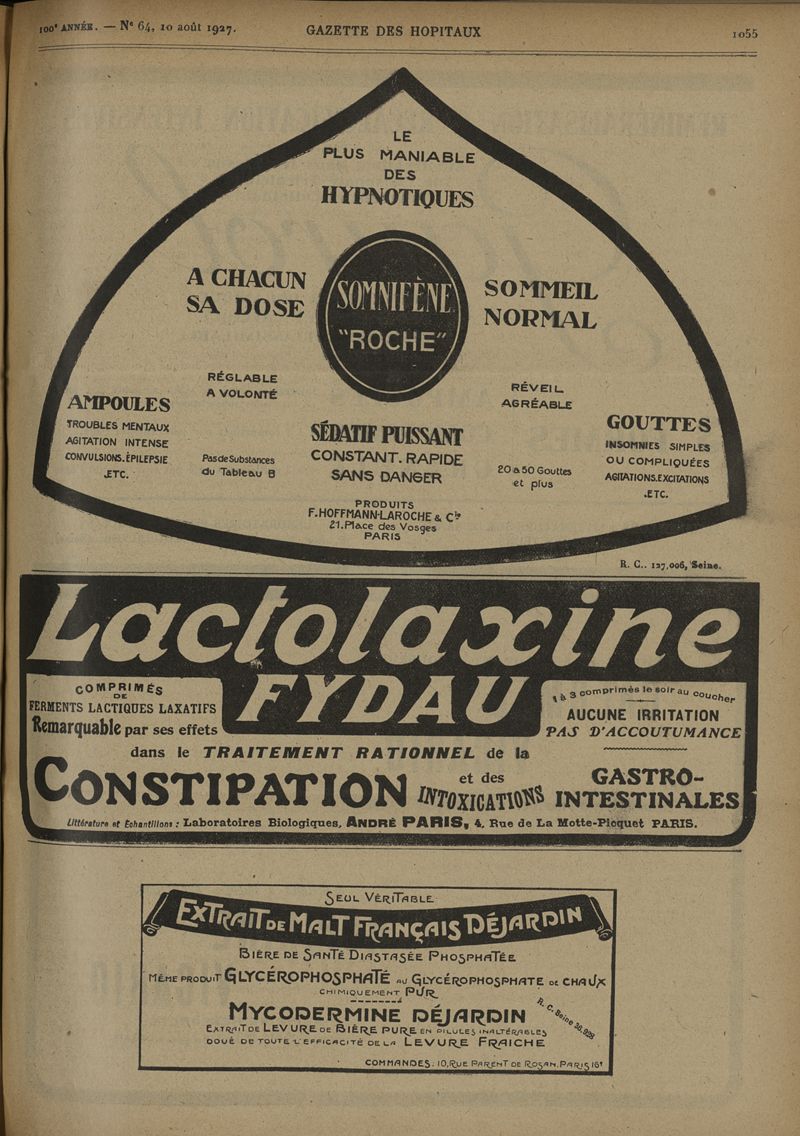 100e ANNÉE. — N° 64, 10 août 1927.
GAZETTE DES HOPITAUX
1055
LE
PLUS MANIABLE
DES
HYPNOTIQUES
A CHACUN
SA DOSE
SOMNIFÈNE
"ROCHE"
SOMMEIL
NORMAL
RÉGLABLE
A VOLONTÉ
RÉVEIL
AGRÉABLE
AMPOULES
TROUBLES MENTAUX
AGITATION INTENSE
CONVULSIONS.ÉPILEPSIE
.ETC.
Pas de Substances
du Tableau B
SÉDATIF PUISSANT
CONSTANT. RAPIDE
SANS DANGER
20 a 50 Gouttes
et plus
GOUTTES
INSOMNIES SIMPLES
OU COMPLIQUÉES
AGITATIONS.EXCITATIONS
.ETC.
PRODUITS
F.HOFFMANN-LAROCHE & Cie
21.Place des Vosges
PARIS
R. C.. 127,006, Seine.
Lactolaxine
FYDAU
COMPRIMÉS
DE
FERMENTS LACTIQUES LAXATIFS
Remarquable par ses effets
1 à 3 comprimés le soir au coucher
AUCUNE IRRITATION
PAS D'ACCOUTUMANCE
dans le TRAITEMENT RATIONNEL de la
CONSTIPATION et des INTOXICATIONS GASTRO-
INTESTINALES
Littérature et Échantillons : Laboratoires Biologiques, ANDRÉ PARIS, 4, Rue de La Motte-Picquet PARIS.
SEUL VÉRITABLE
EXTRAIT DE MALT FRANÇAIS DÉJARDIN
BIÈRE DE SANTÉ DIASTASÉE PHOSPHATÉE
MÊME PRODUIT GLYCÉROPHOSPHATÉ AU GLYCÉROPHOSPHATE DE CHAUX
CHIMIQUEMENT PUR
MYCODERMINE DÉJARDIN
R. C. Seine 36.928
EXTRAIT DE LEVURE DE BIÈRE PURE EN PILULES INALTÉRABLES
DOUÉ DE TOUTE L'EFFICACITÉ DE LA LEVURE FRAICHE
COMMANDES. 10, RUE PARENT DE ROSAN. PARIS 16e